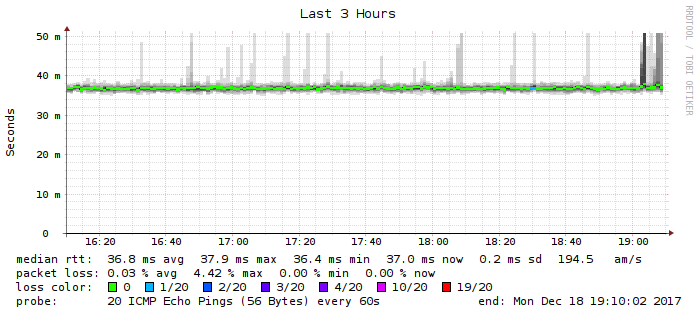 Last 3 Hours
RRDTOOL / TOBI OETIKER
Seconds
50 m
40 m
30 m
20 m
10 m
0
16:20 16:40 17:00 17:20 17:40 18:00 18:20 18:40 19:00
median rtt: 36.8 ms avg 37.9 ms max 36.4 ms min 37.0 ms now 0.2 ms sd 194.5 am/s
packet loss: 0.03 % avg 4.42 % max 0.00 % min 0.00 % now
loss color: 0 1/20 2/20 3/20 4/20 10/20 19/20
probe: 20 ICMP Echo Pings (56 Bytes) every 60s end: Mon Dec 18 19:10:02 2017